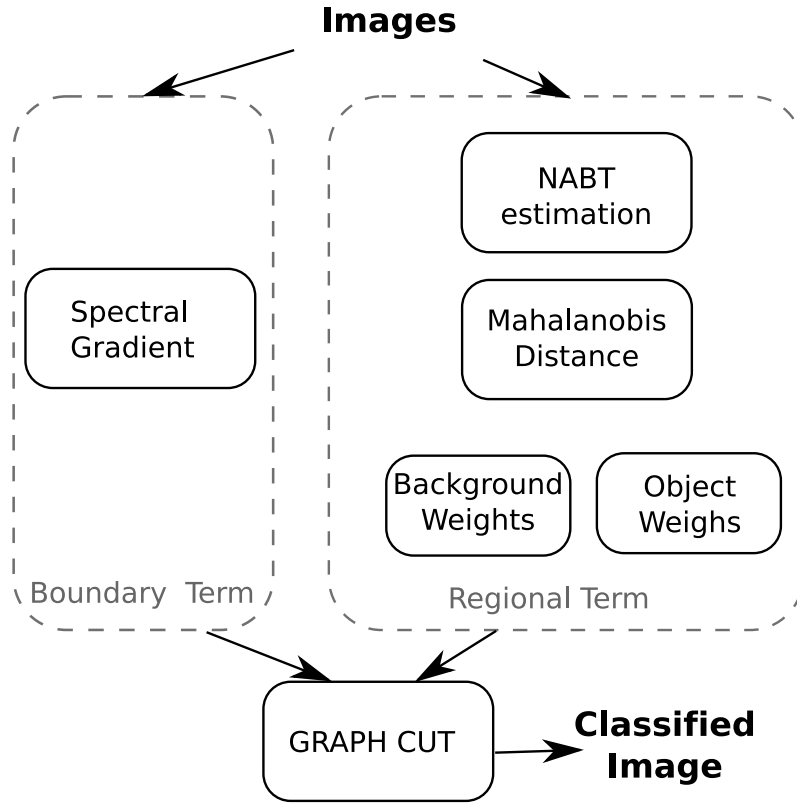 Images
NABT
estimation
Spectral
Gradient
Mahalanobis
Distance
Background
Weights
Object
Weighs
Boundary Term
Regional Term
GRAPH CUT
Classified
Image